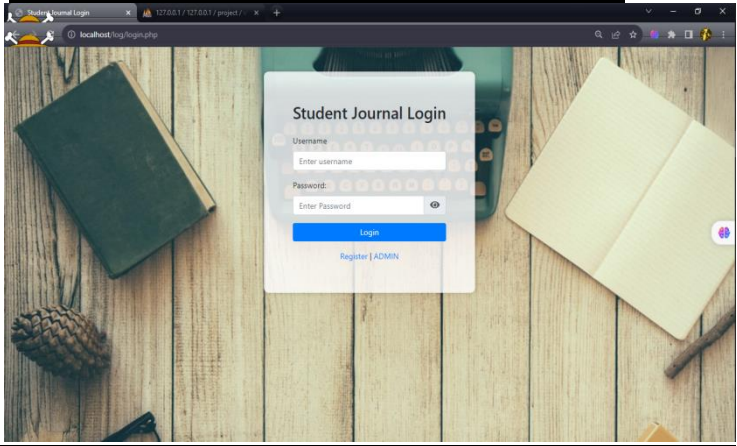 Student Journal Login
127.0.0.1 / 127.0.0.1 / project /
localhost/log/login.php
Student Journal Login
Username
Enter username
Password:
Enter Password
Login
Register | ADMIN